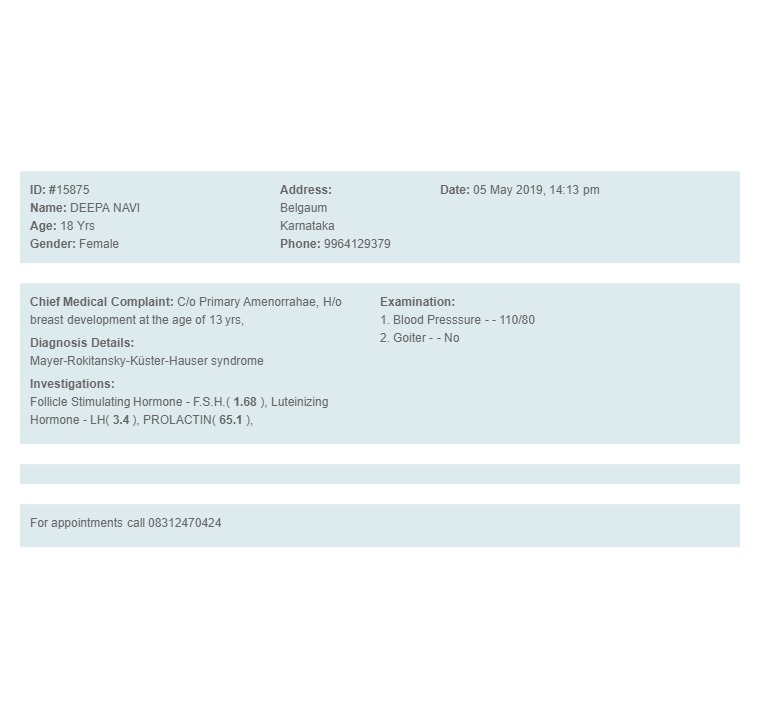 ID: #15875
Name: DEEPA NAVI
Age: 18 Yrs
Gender: Female
Address:
Belgaum
Karnataka
Phone: 9964129379
Date: 05 May 2019, 14:13 pm
Chief Medical Complaint: C/o Primary Amenorrahae, H/o
breast development at the age of 13 yrs,
Diagnosis Details:
Mayer-Rokitansky-Küster-Hauser syndrome
Investigations:
Follicle Stimulating Hormone - F.S.H.( 1.68 ), Luteinizing
Hormone - LH( 3.4 ), PROLACTIN( 65.1 ),
Examination:
1. Blood Presssure - - 110/80
2. Goiter - - No
For appointments call 08312470424